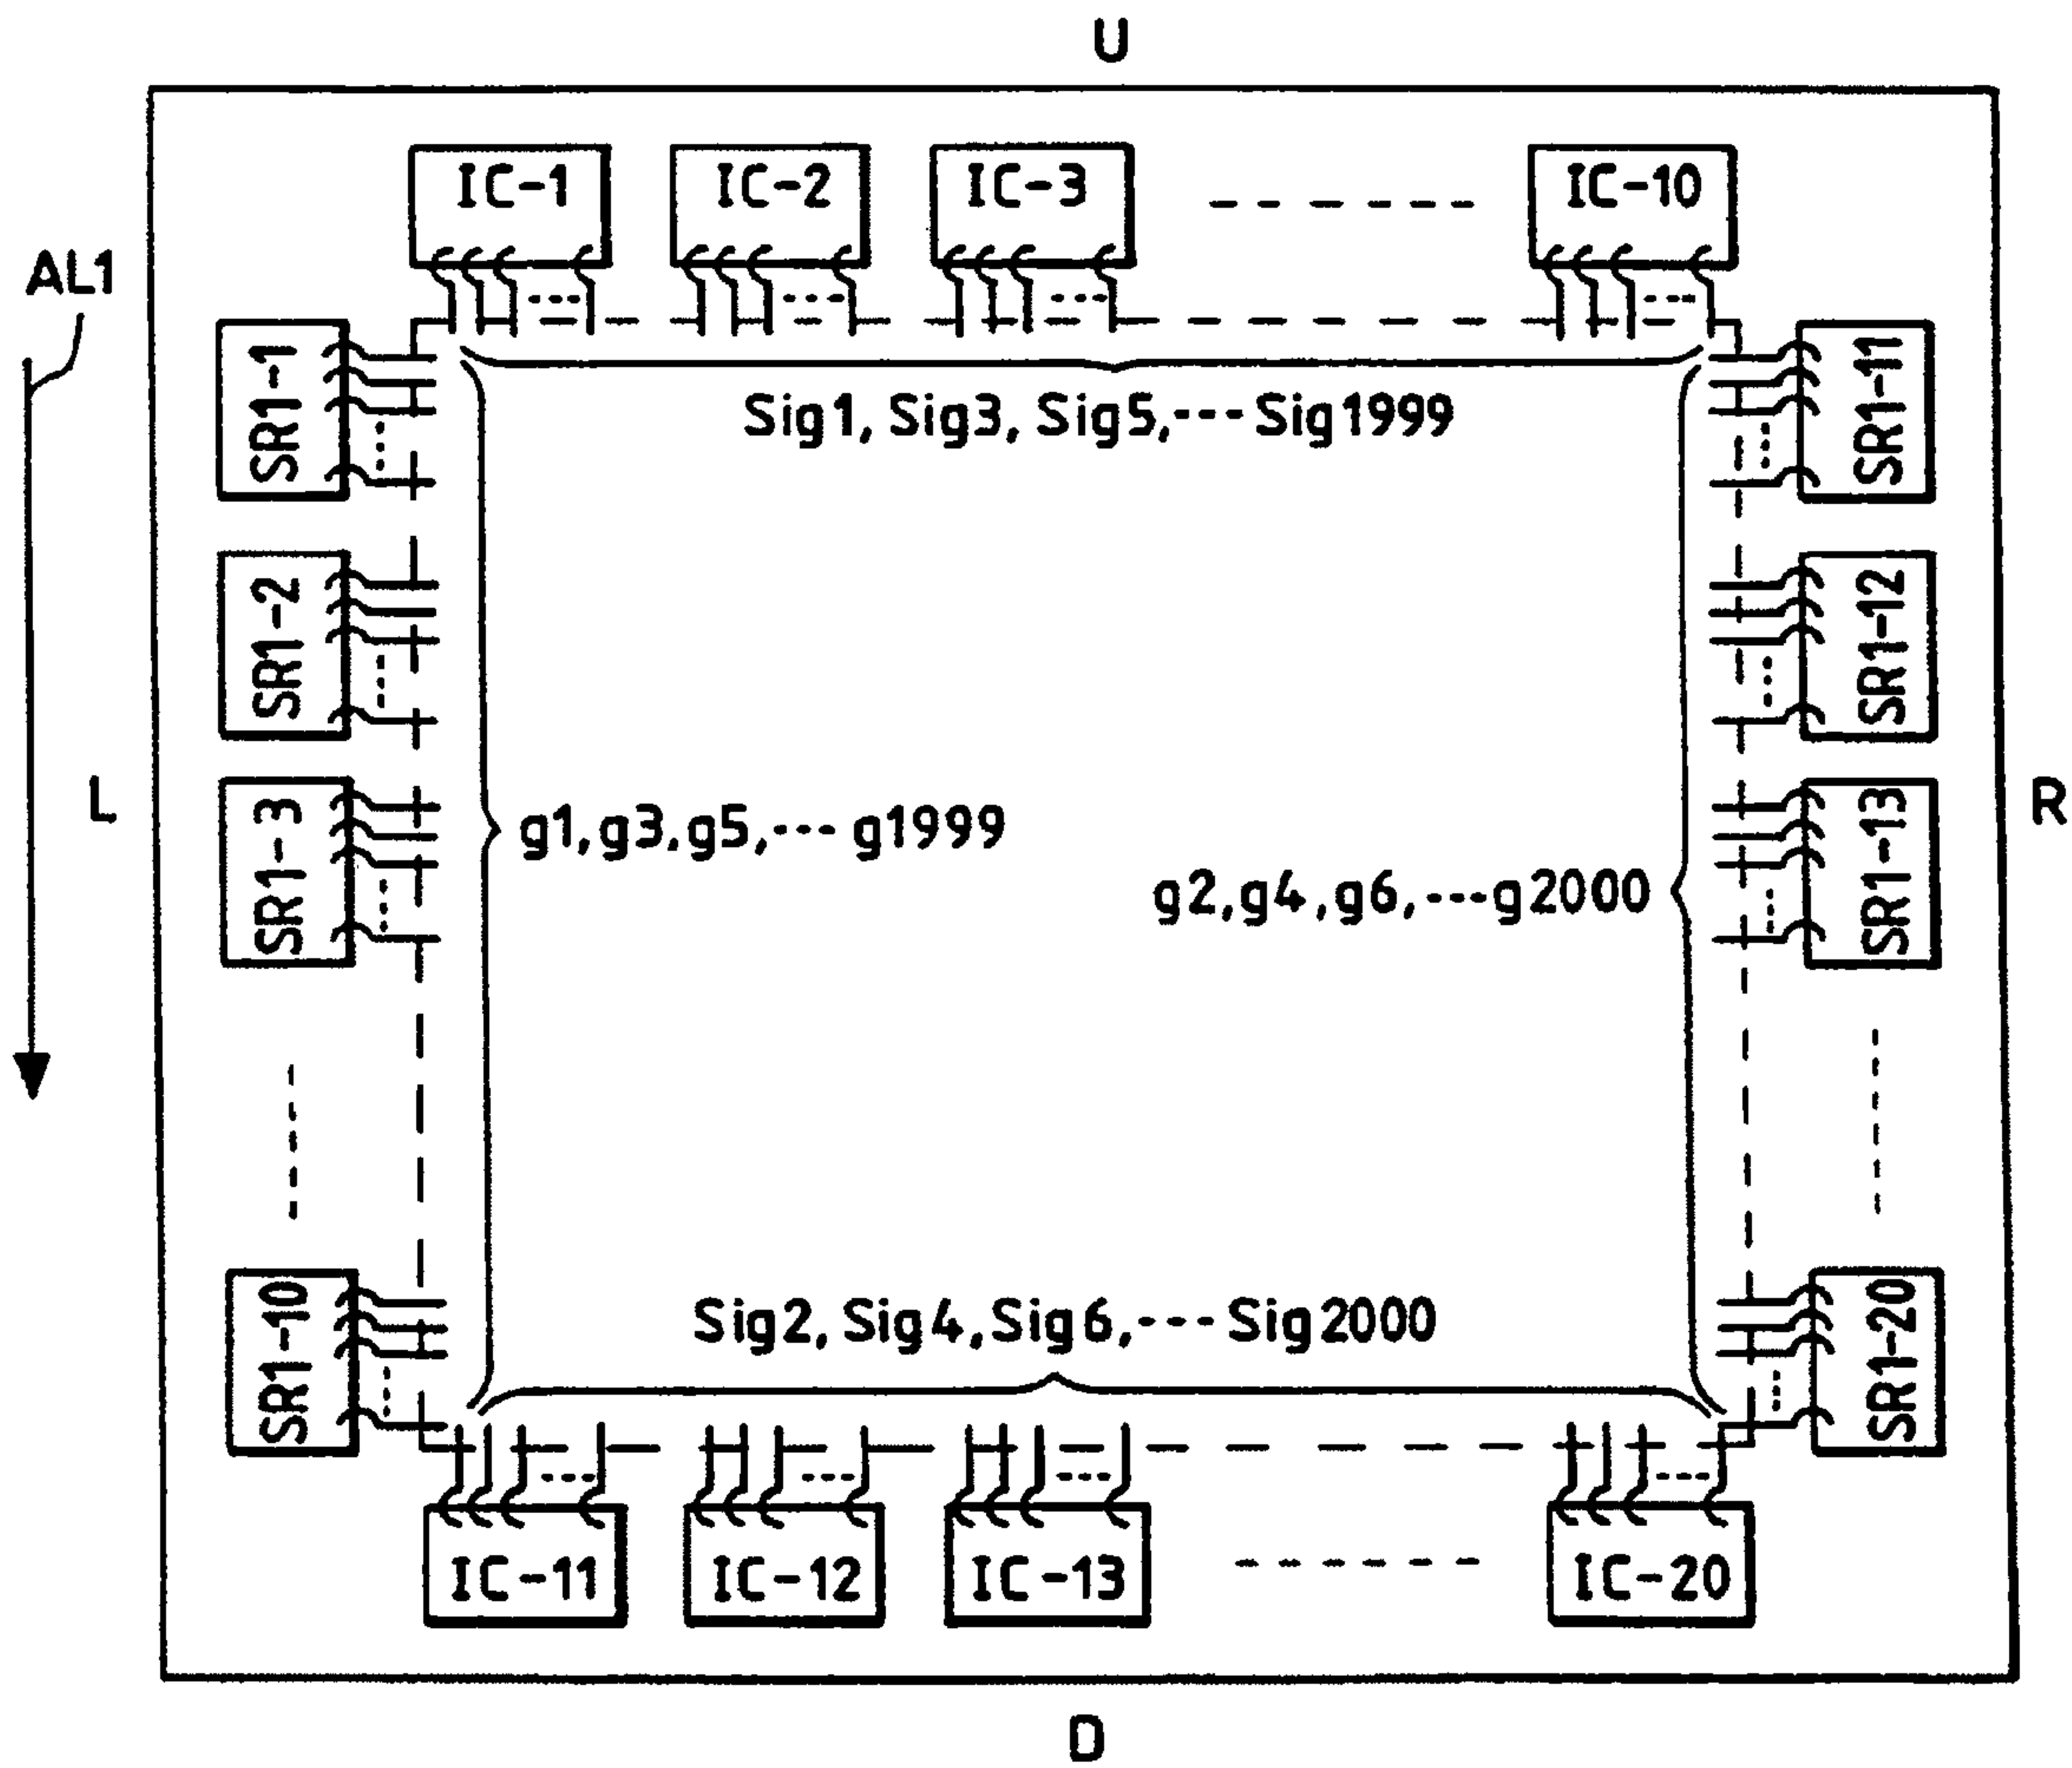 U
IC-1 IC-2 IC-3 IC-10
AL1
SR1-1
SR1-11
Sig1, Sig3, Sig5,--- Sig1999
SR1-2
SR1-12
L
R
SR1-3
SR1-13
g1,g3,g5,--- g1999
g2,g4,g6,---g2000
SR1-10
SR1-20
Sig2, Sig4,Sig6,--- Sig2000
IC-11 IC-12 IC-13 IC-20
D